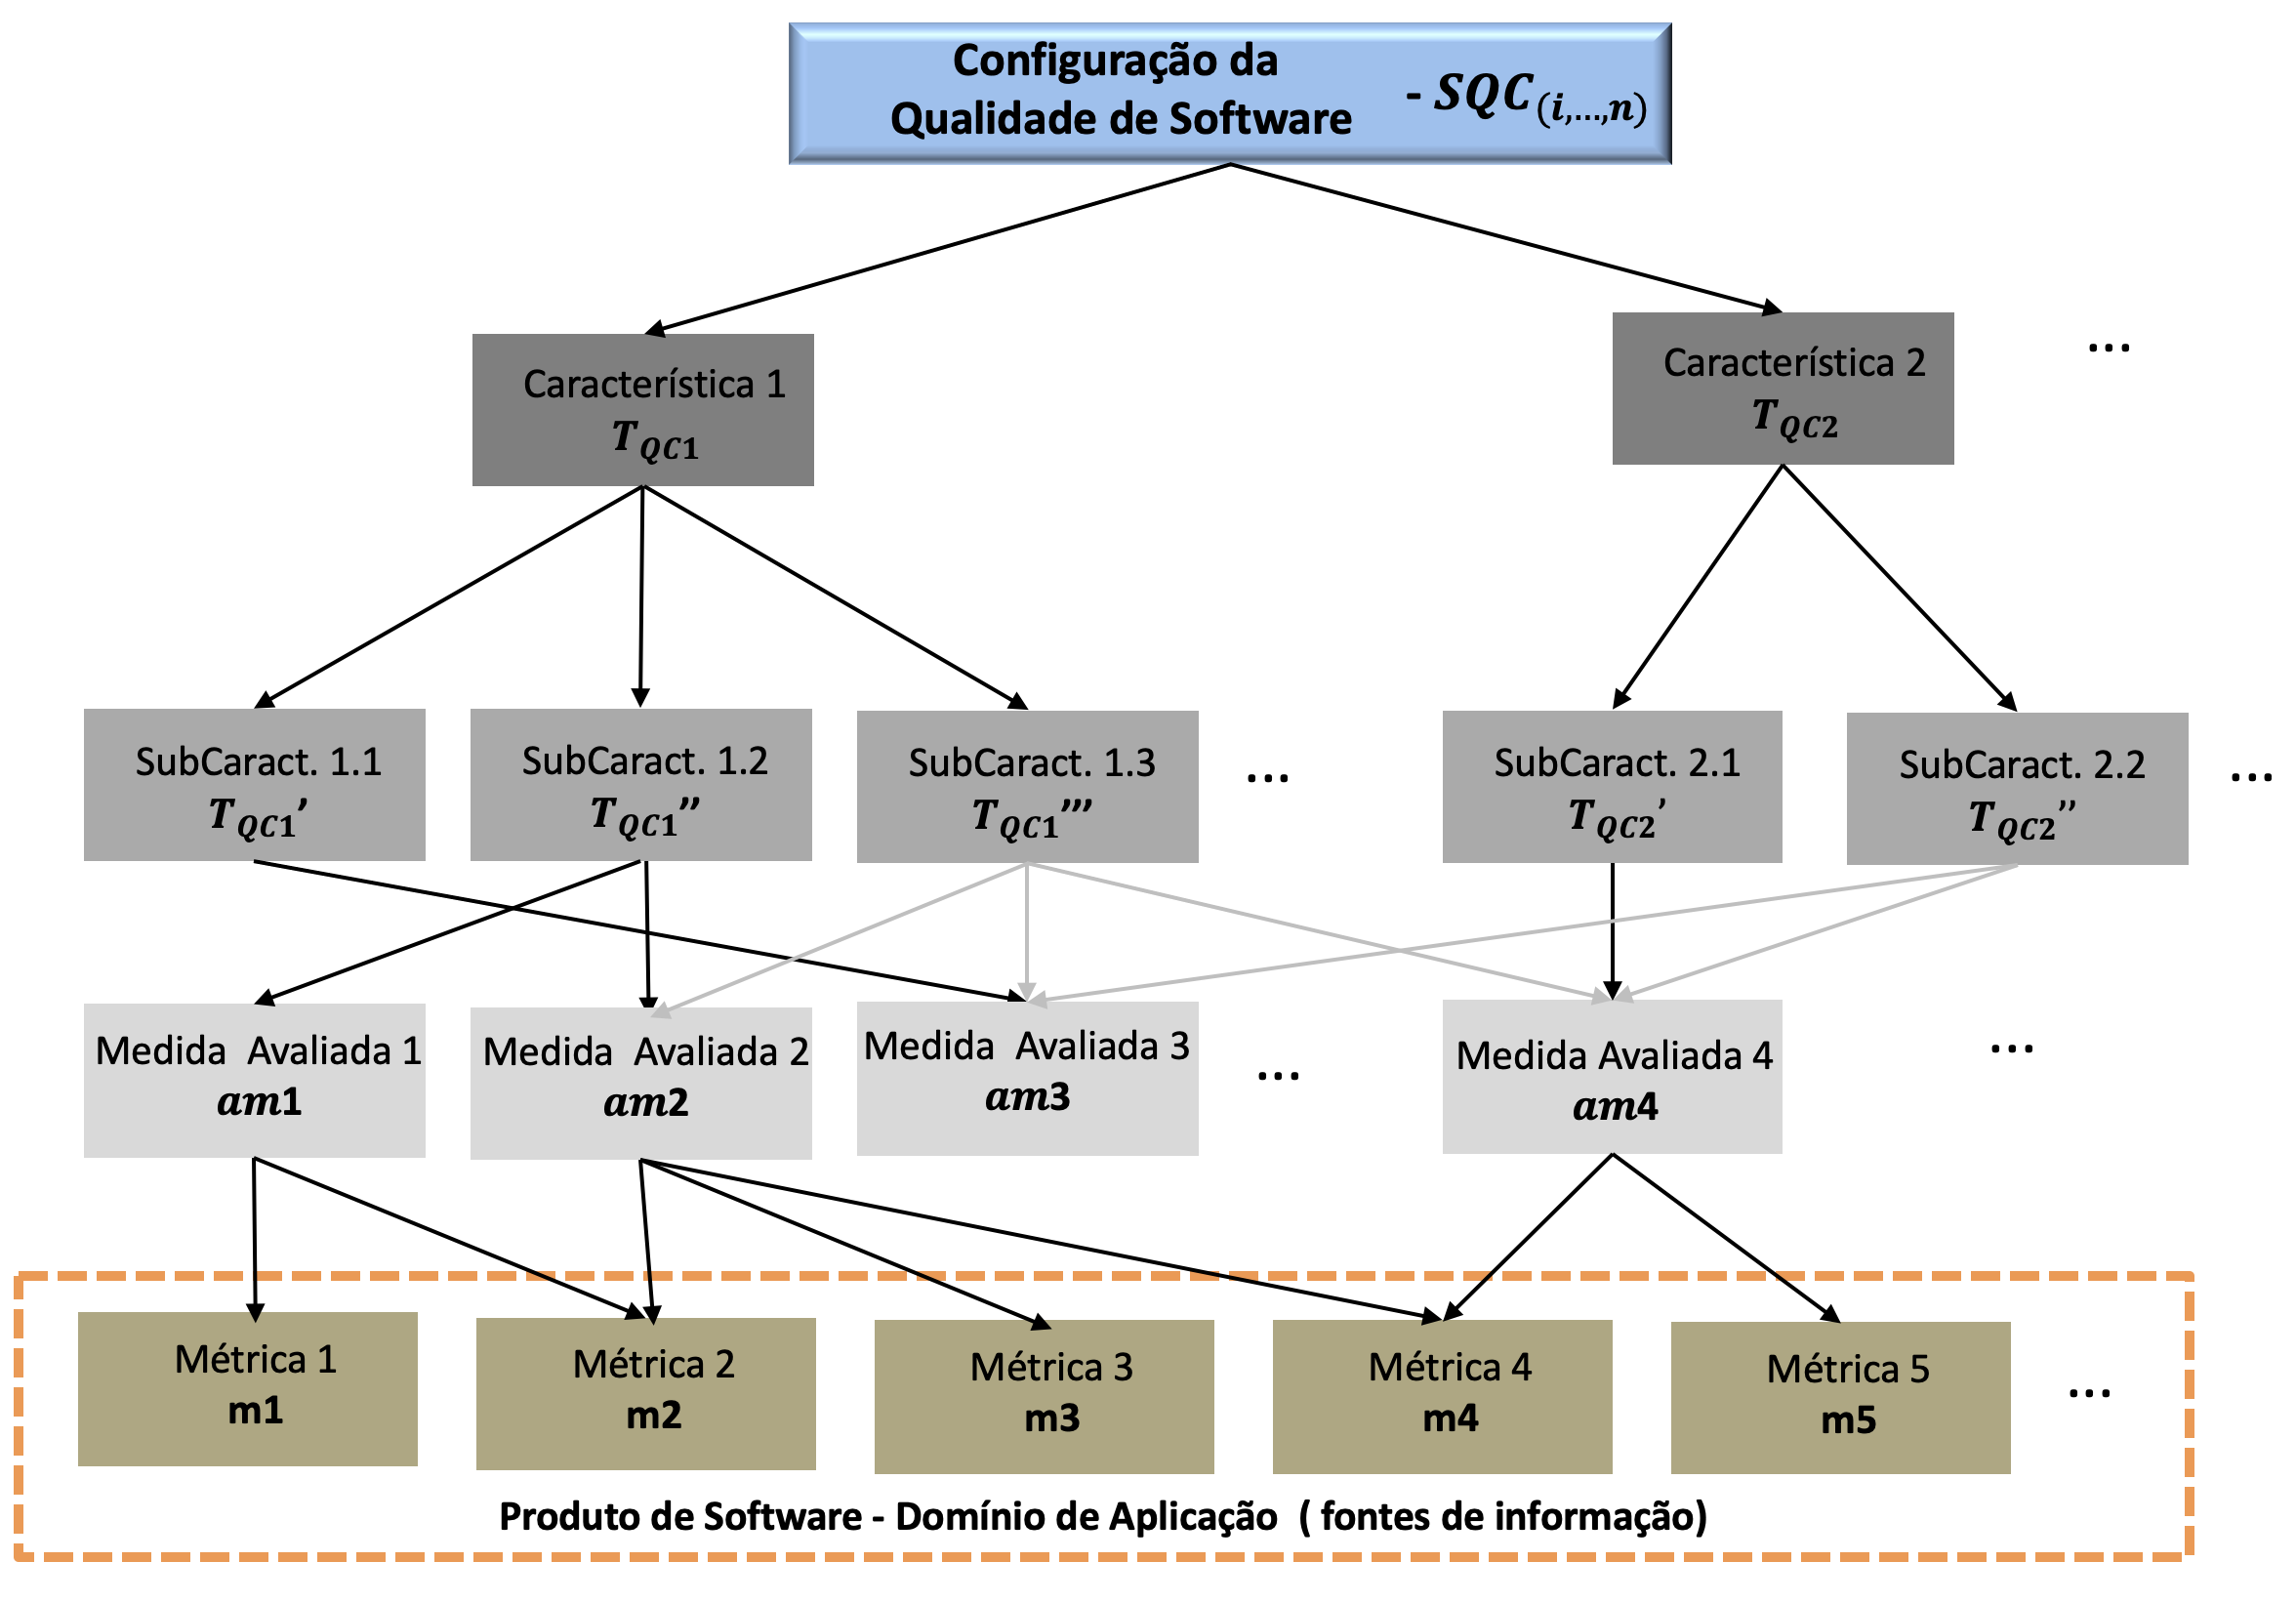 Configuração da
Qualidade de Software - SQC(i,...,n)
Característica 1
TQC1
Característica 2
TQC2
...
SubCaract. 1.1
TQC1’
SubCaract. 1.2
TQC1’’
SubCaract. 1.3
TQC1’’’
...
SubCaract. 2.1
TQC2’
SubCaract. 2.2
TQC2’’
...
Medida Avaliada 1
am1
Medida Avaliada 2
am2
Medida Avaliada 3
am3
...
Medida Avaliada 4
am4
...
Métrica 1
m1
Métrica 2
m2
Métrica 3
m3
Métrica 4
m4
Métrica 5
m5
...
Produto de Software - Domínio de Aplicação ( fontes de informação)